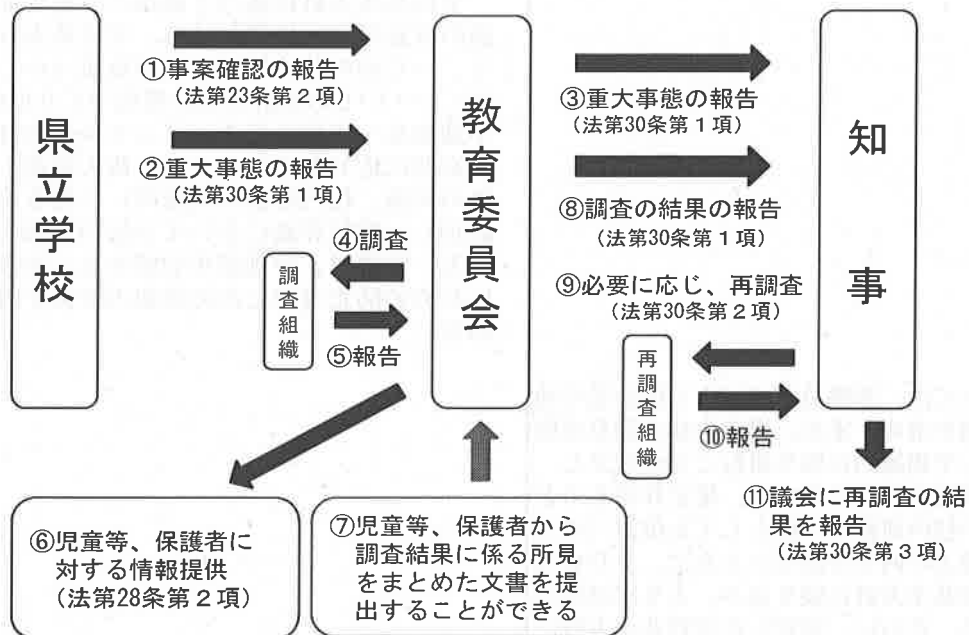 県立学校
①事案確認の報告
(法第23条第２項)
②重大事態の報告
(法第30条第１項)
教育委員会
③重大事態の報告
(法第30条第１項)
⑧調査の結果の報告
(法第30条第１項)
知事
④調査
調査組織
⑤報告
⑨必要に応じ、再調査
(法第30条第２項)
再調査組織
⑩報告
⑥児童等、保護者に
対する情報提供
(法第28条第２項)
⑦児童等、保護者から
調査結果に係る所見
をまとめた文書を提
出することができる
⑪議会に再調査の結
果を報告
(法第30条第３項)